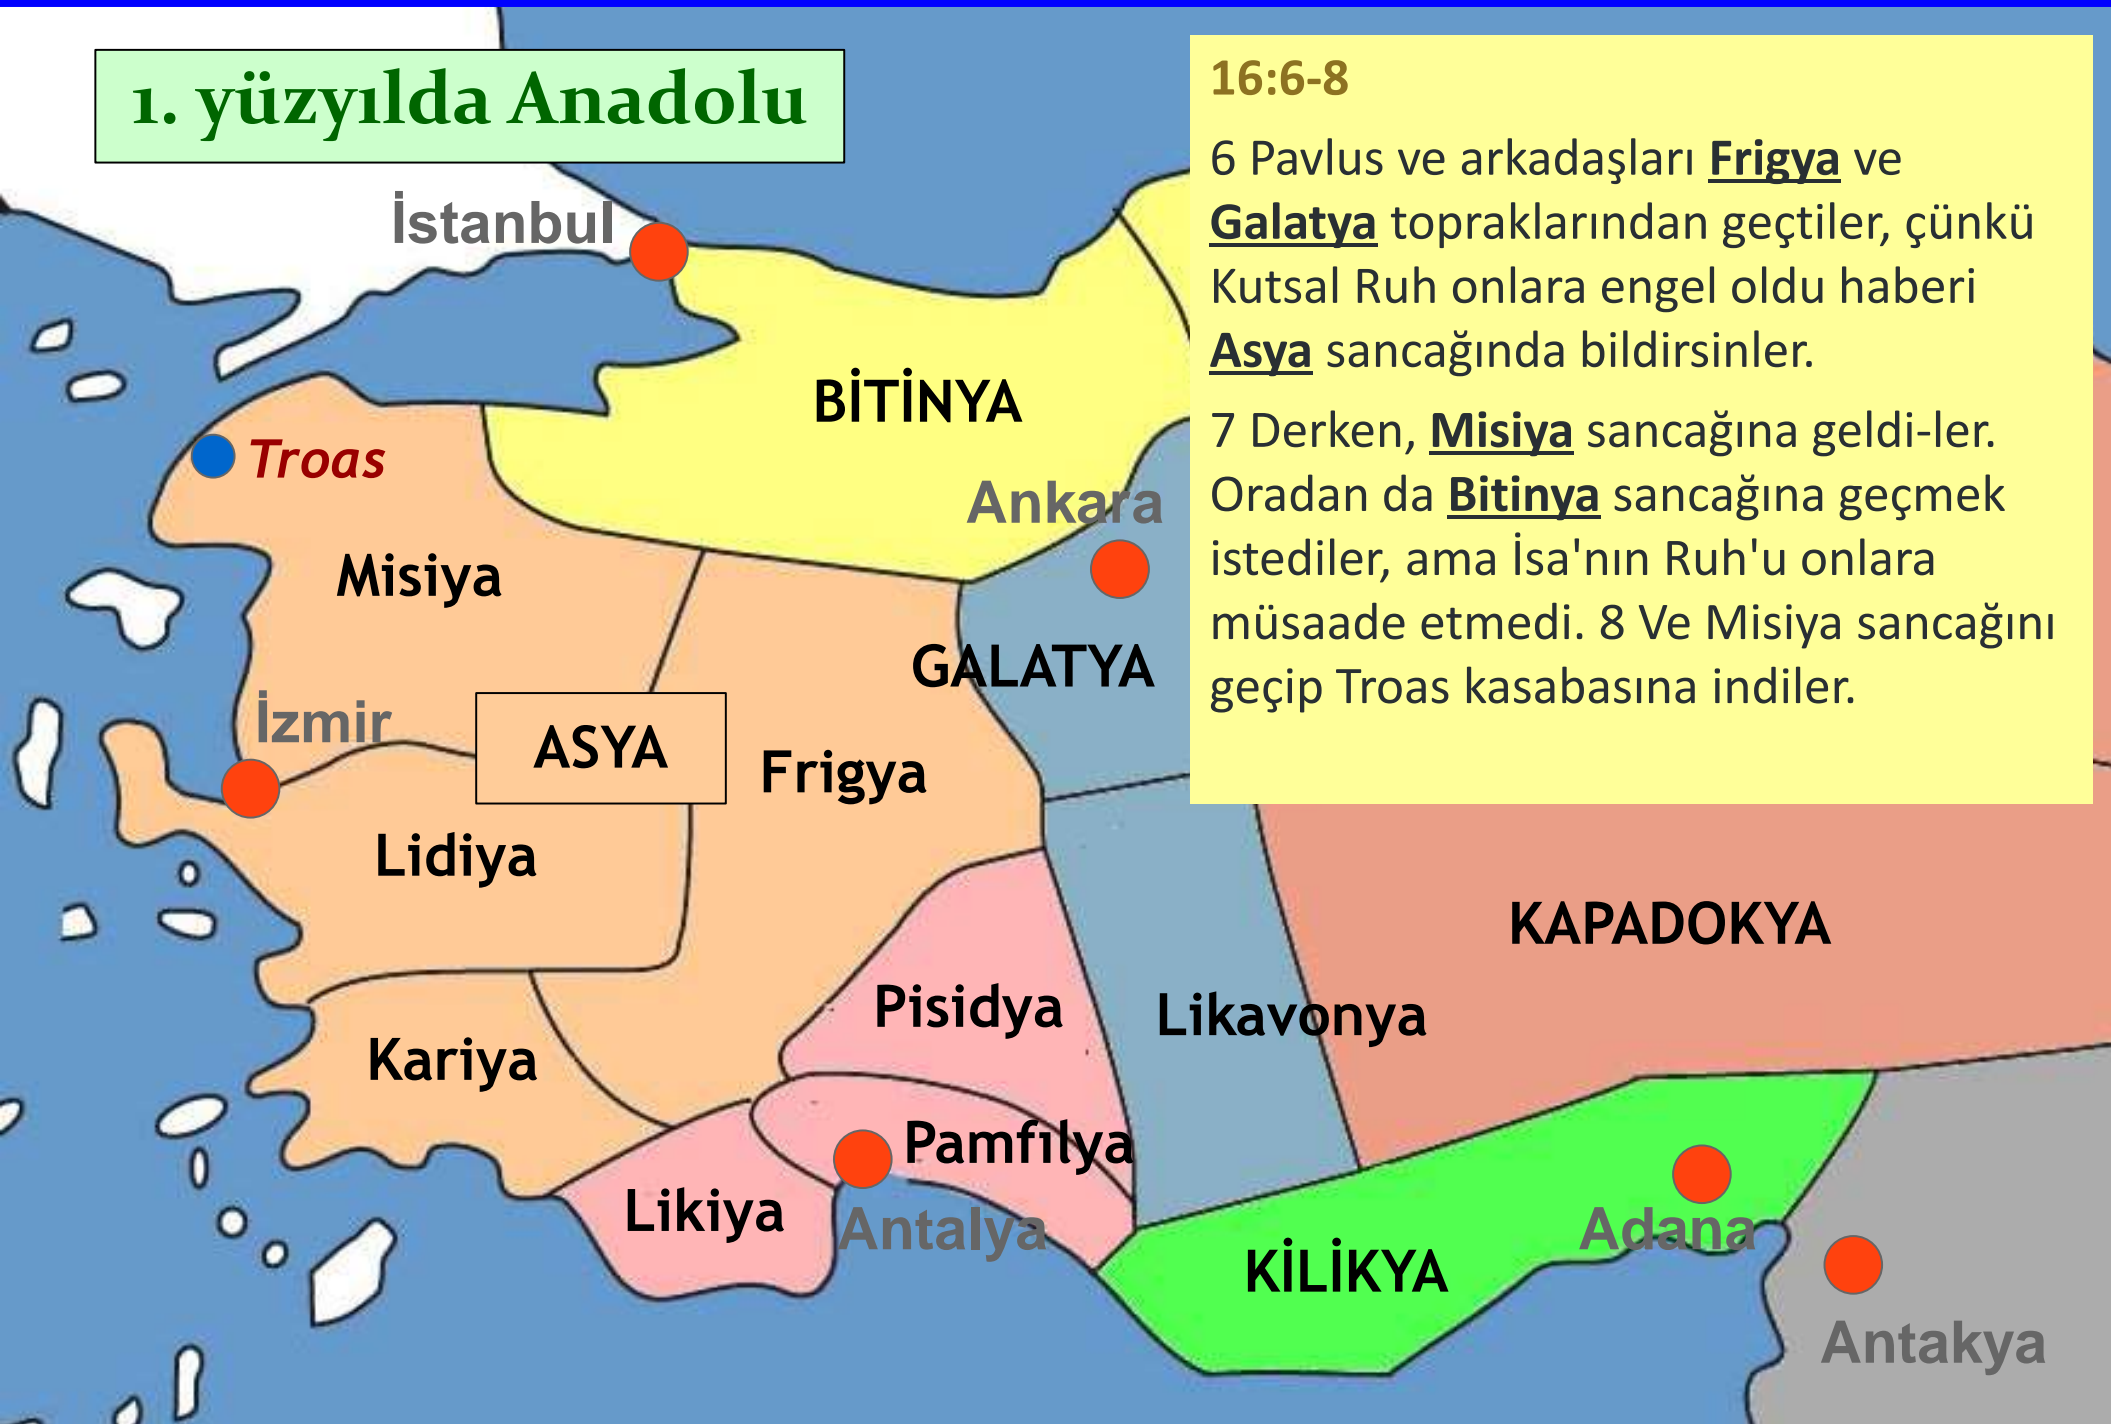 1. yüzyılda Anadolu
16:6-8
6 Pavlus ve arkadaşları Frigya ve
Galatya topraklarından geçtiler, çünkü
Kutsal Ruh onlara engel oldu haberi
Asya sancağında bildirsinler.
7 Derken, Misiya sancağına geldi-ler.
Oradan da Bitinya sancağına geçmek
istediler, ama İsa'nın Ruh'u onlara
müsaade etmedi. 8 Ve Misiya sancağını
geçip Troas kasabasına indiler.
İstanbul
BİTİNYA
Troas
Ankara
Misiya
GALATYA
İzmir
ASYA
Frigya
Lidiya
KAPADOKYA
Pisidya
Likavonya
Kariya
Pamfilya
Likiya
Antalya
Adana
KİLİKYA
Antakya